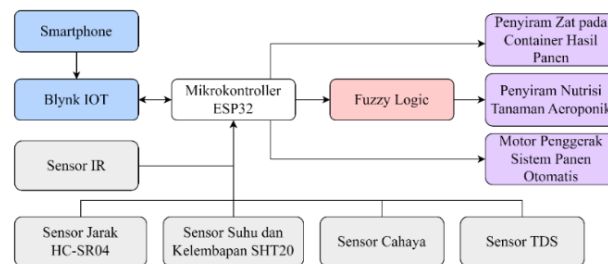 Smartphone
Penyiram Zat pada
Container Hasil
Panen
Blynk IOT
Mikrokontroller
ESP32
Fuzzy Logic
Penyiram Nutrisi
Tanaman Aeroponik
Sensor IR
Motor Penggerak
Sistem Panen
Otomatis
Sensor Jarak
HC-SR04
Sensor Suhu dan
Kelembapan SHT20
Sensor Cahaya
Sensor TDS